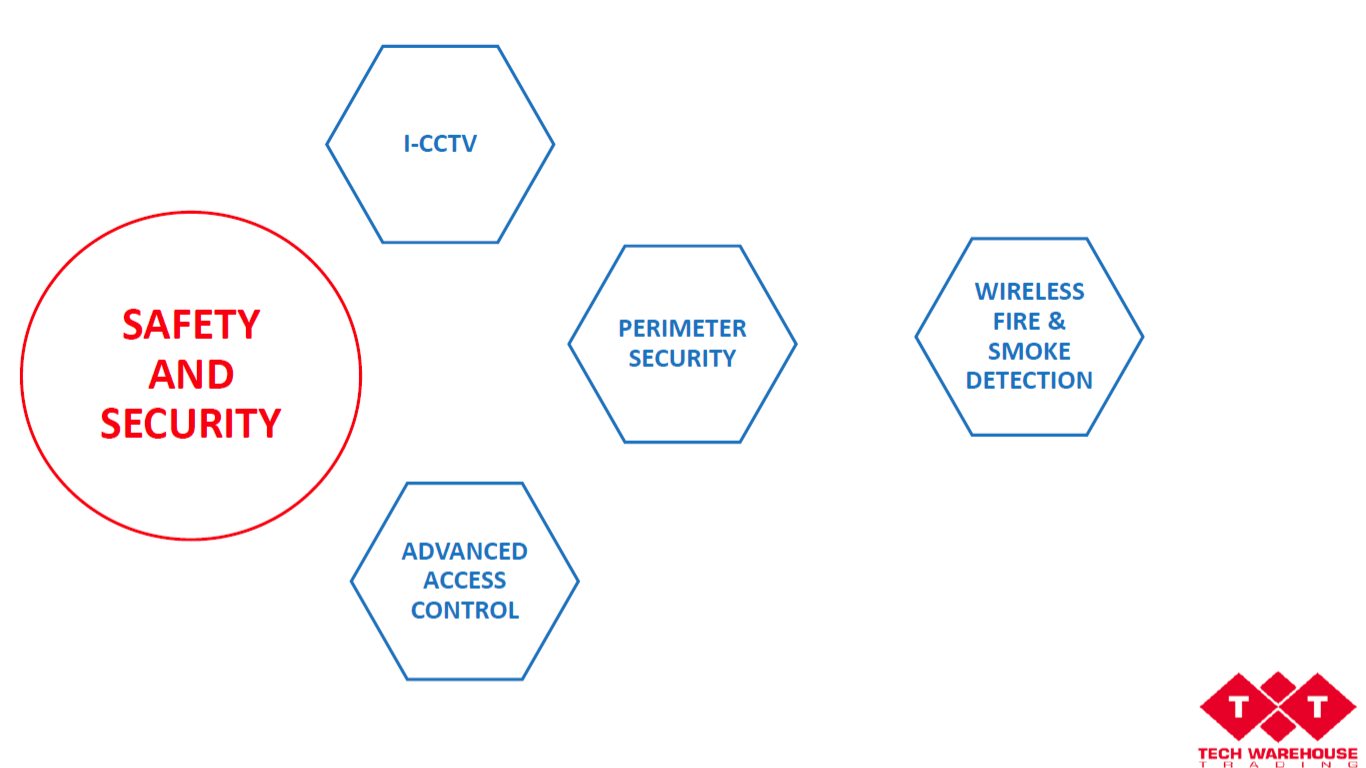 I-CCTV
SAFETY
AND
SECURITY
PERIMETER
SECURITY
WIRELESS
FIRE &
SMOKE
DETECTION
ADVANCED
ACCESS
CONTROL
T T
TECH WAREHOUSE
TRADING